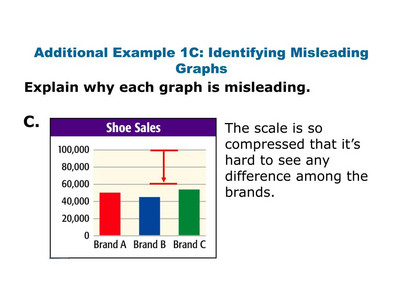 Additional Example 1C: Identifying Misleading
Graphs
Explain why each graph is misleading.
C.
Shoe Sales
100,000
80,000
60,000
40,000
20,000
0
Brand A Brand B Brand C
The scale is so
compressed that it’s
hard to see any
difference among the
brands.